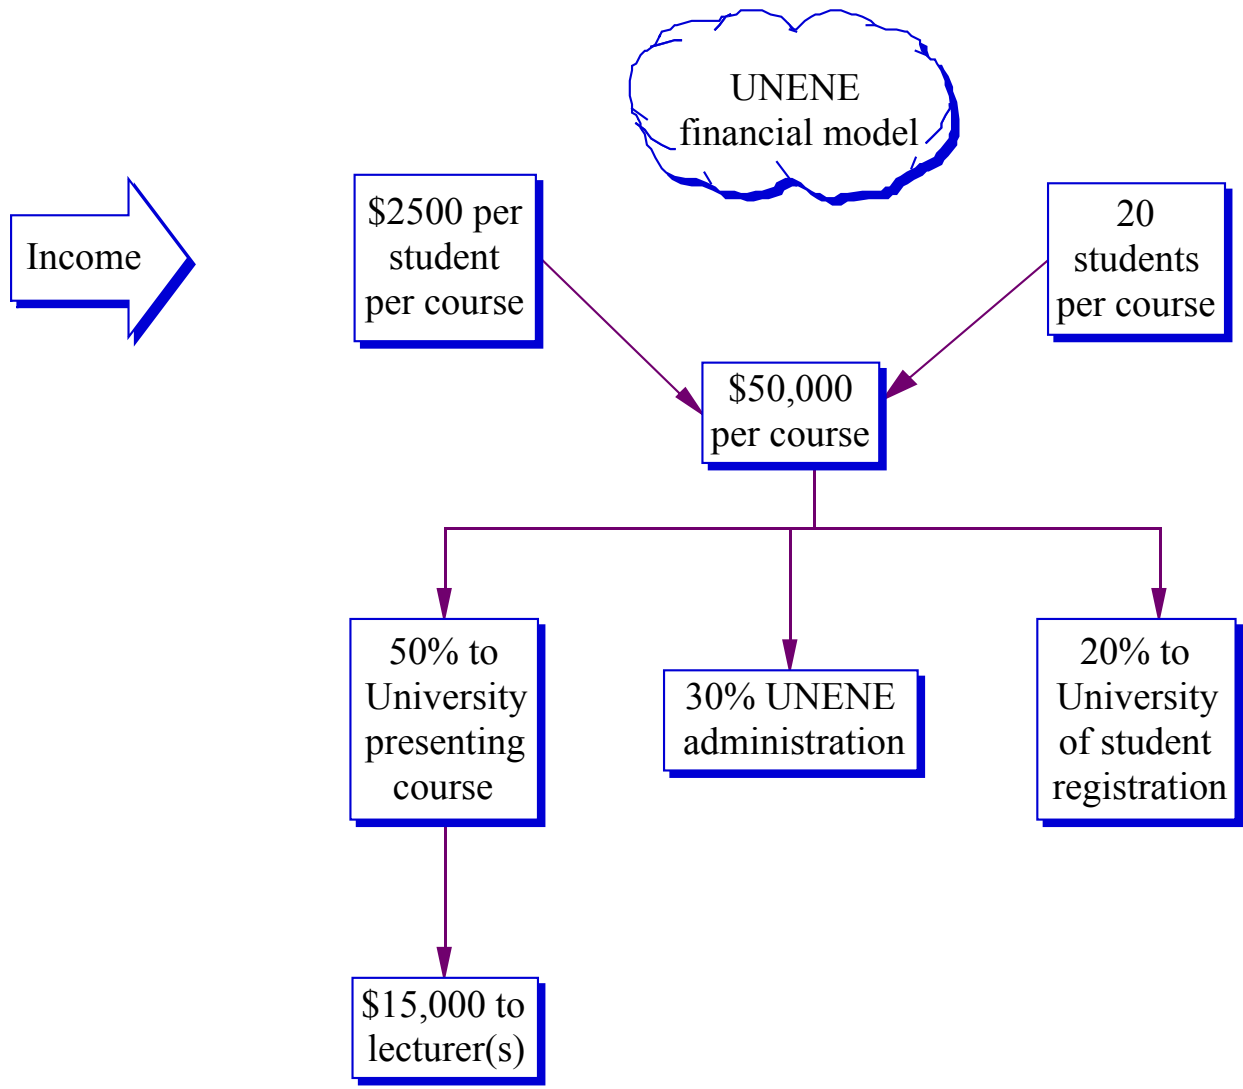 UNENE
financial model
Income
$2500 per
student
per course
20
students
per course
$50,000
per course
50% to
University
presenting
course
30% UNENE
administration
20% to
University
of student
registration
$15,000 to
lecturer(s)